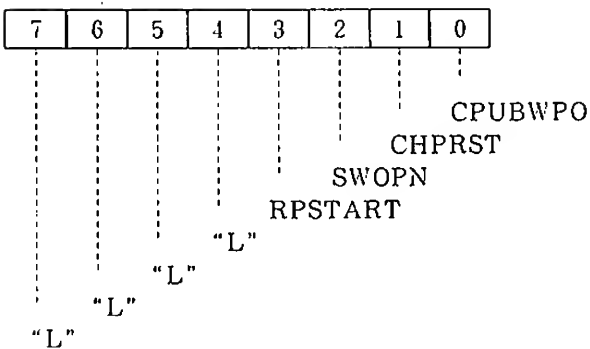 7 6 5 4 3 2 1 0
CPUBWPO
CHPRST
SWOPN
RPSTART
“L”
“L”
“L”
“L”